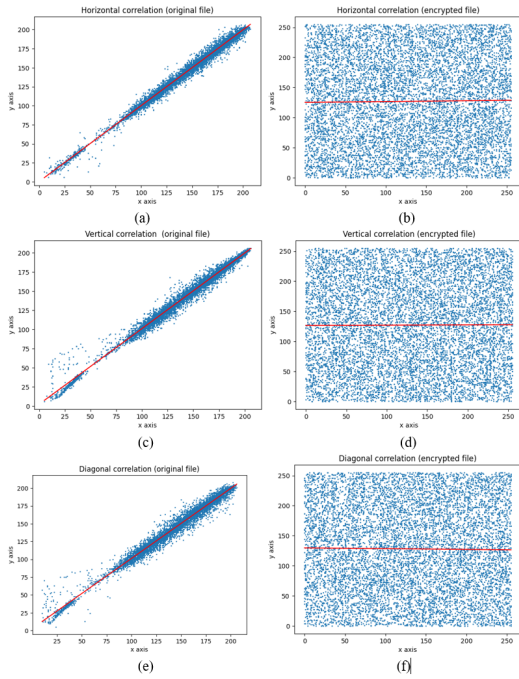 Horizontal correlation (original file)
y axis
200
175
150
125
100
75
50
25
0
0 25 50 75 100 125 150 175 200
x axis
(a)
Horizontal correlation (encrypted file)
y axis
250
200
150
100
50
0
0 50 100 150 200 250
x axis
(b)
Vertical correlation (original file)
y axis
200
175
150
125
100
75
50
25
0
0 25 50 75 100 125 150 175 200
x axis
(c)
Vertical correlation (encrypted file)
y axis
250
200
150
100
50
0
0 50 100 150 200 250
x axis
(d)
Diagonal correlation (original file)
y axis
200
175
150
125
100
75
50
25
0
25 50 75 100 125 150 175 200
x axis
(e)
Diagonal correlation (encrypted file)
y axis
250
200
150
100
50
0
0 50 100 150 200 250
x axis
(f)